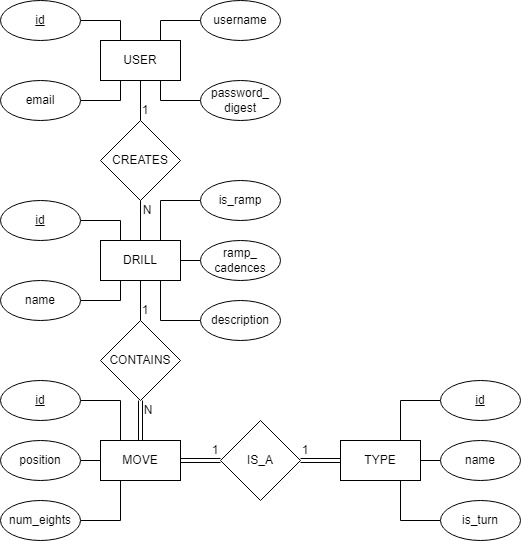 id
username
USER
email
password_
digest
1
CREATES
N
is_ramp
id
DRILL
ramp_
cadences
name
1
description
CONTAINS
id
N
id
position
MOVE
1
IS_A
1
TYPE
name
num_eights
is_turn